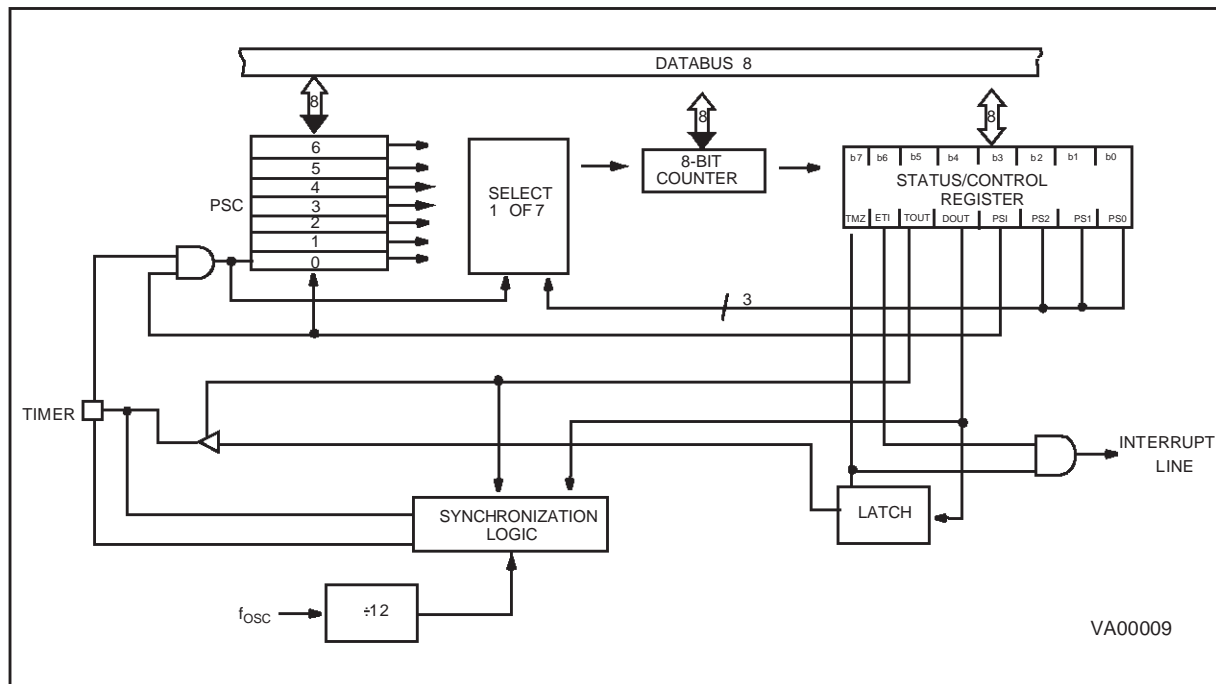 DATABUS 8
8
8
8
6
5
4
3
2
1
0
PSC
SELECT
1 OF 7
8-BIT
COUNTER
b7 b6 b5 b4 b3 b2 b1 b0
STATUS/CONTROL
REGISTER
TMZ ETI TOUT DOUT PSI PS2 PS1 PS0
3
TIMER
INTERRUPT
LINE
LATCH
SYNCHRONIZATION
LOGIC
fOSC
÷12
VA00009